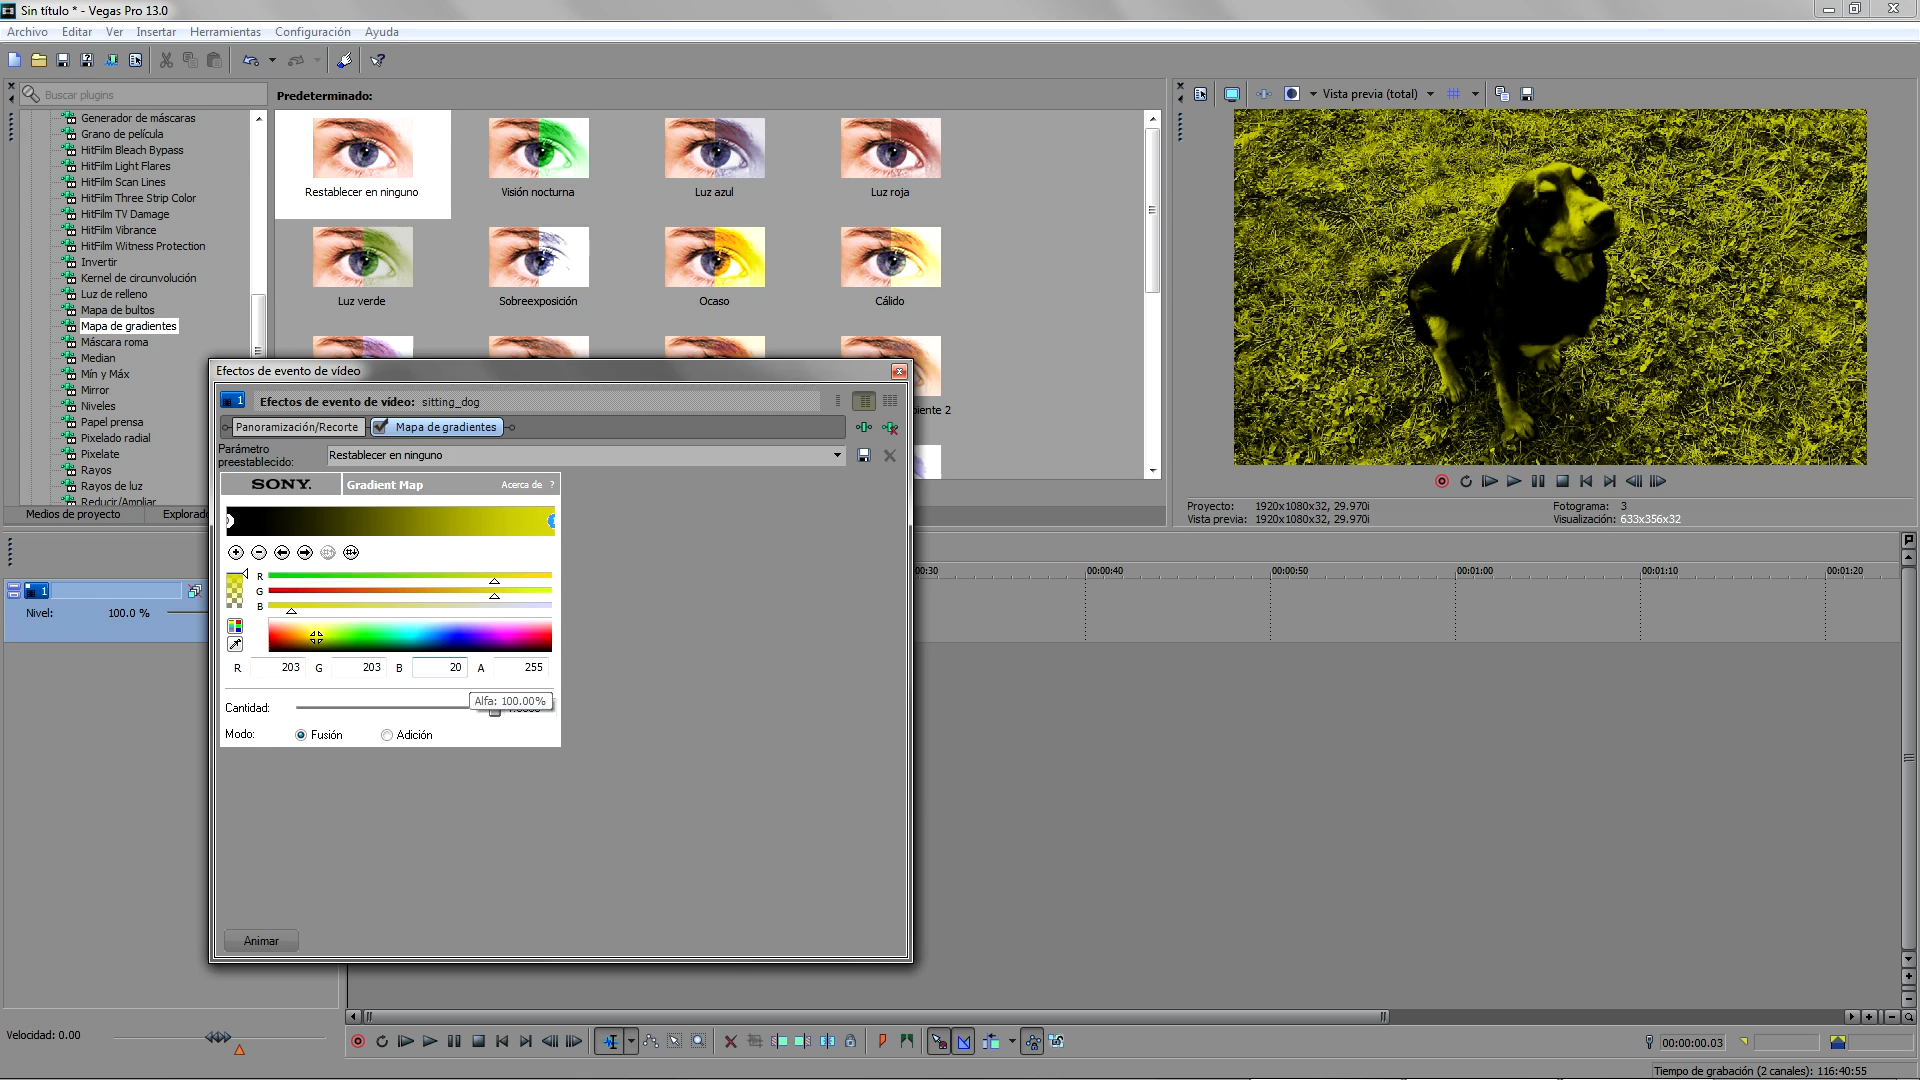 Sin título * - Vegas Pro 13.0
Archivo Editar Ver Insertar Herramientas Configuración Ayuda
Buscar plugins
Generador de máscaras
Grano de película
HitFilm Bleach Bypass
HitFilm Light Flares
HitFilm Scan Lines
HitFilm Three Strip Color
HitFilm TV Damage
HitFilm Vibrance
HitFilm Witness Protection
Invertir
Kernel de circunvolución
Luz de relleno
Mapa de bultos
Mapa de gradientes
Máscara roma
Median
Mín y Máx
Mirror
Niveles
Papel prensa
Pixelado radial
Pixelate
Rayos
Rayos de luz
Reducir/Ampliar
Medios de proyecto Explorado
Predeterminado:
Restablecer en ninguno Visión nocturna Luz azul Luz roja
Luz verde Sobreexposición Ocaso Cálido
iente 2
Vista previa (total)
Proyecto: 1920x1080x32, 29.970i Fotograma: 3
Vista previa: 1920x1080x32, 29.970i Visualización: 633x356x32
Efectos de evento de vídeo
1 Efectos de evento de vídeo: sitting_dog
Panoramización/Recorte Mapa de gradientes
Parámetro preestablecido: Restablecer en ninguno
SONY. Gradient Map Acerca de ?
R
G
B
R 203 G 203 B 20 A 255
Alfa: 100.00%
Cantidad:
Modo: Fusión Adición
Animar
1
Nivel: 100.0 %
00:30 00:00:40 00:00:50 00:01:00 00:01:10 00:01:20
Velocidad: 0.00
00:00:00.03
Tiempo de grabación (2 canales): 116:40:55